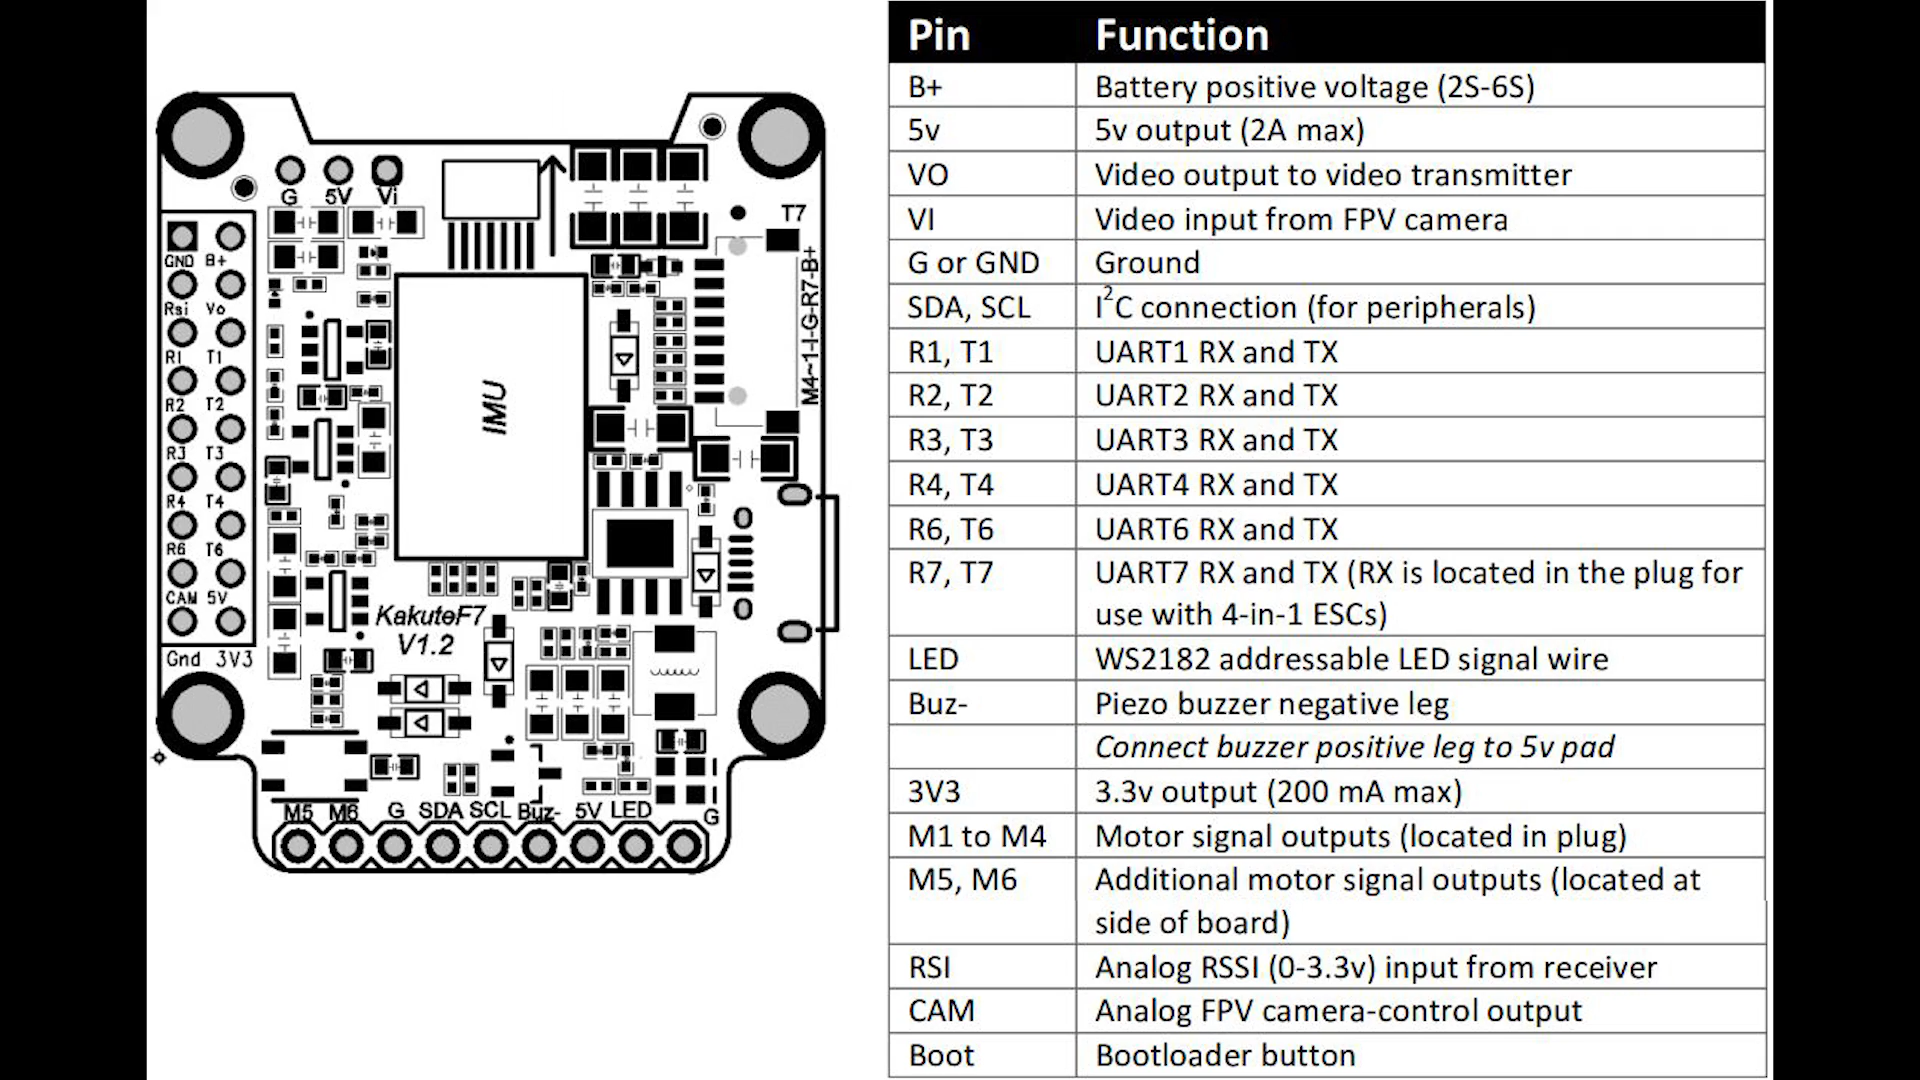 G 5V Vi
T7
GND B+
Rsi Vo
R1 T1
R2 T2
R3 T3
R4 T4
R6 T6
CAM 5V
Gnd 3V3
M4~1-I-G-R7-B+
IMU
KakuteF7
V1.2
M5 M6 G SDA SCL Buz- 5V LED G
Pin Function
B+ Battery positive voltage (2S-6S)
5v 5v output (2A max)
VO Video output to video transmitter
VI Video input from FPV camera
G or GND Ground
SDA, SCL I²C connection (for peripherals)
R1, T1 UART1 RX and TX
R2, T2 UART2 RX and TX
R3, T3 UART3 RX and TX
R4, T4 UART4 RX and TX
R6, T6 UART6 RX and TX
R7, T7 UART7 RX and TX (RX is located in the plug for
use with 4-in-1 ESCs)
LED WS2182 addressable LED signal wire
Buz- Piezo buzzer negative leg
Connect buzzer positive leg to 5v pad
3V3 3.3v output (200 mA max)
M1 to M4 Motor signal outputs (located in plug)
M5, M6 Additional motor signal outputs (located at
side of board)
RSI Analog RSSI (0-3.3v) input from receiver
CAM Analog FPV camera-control output
Boot Bootloader button